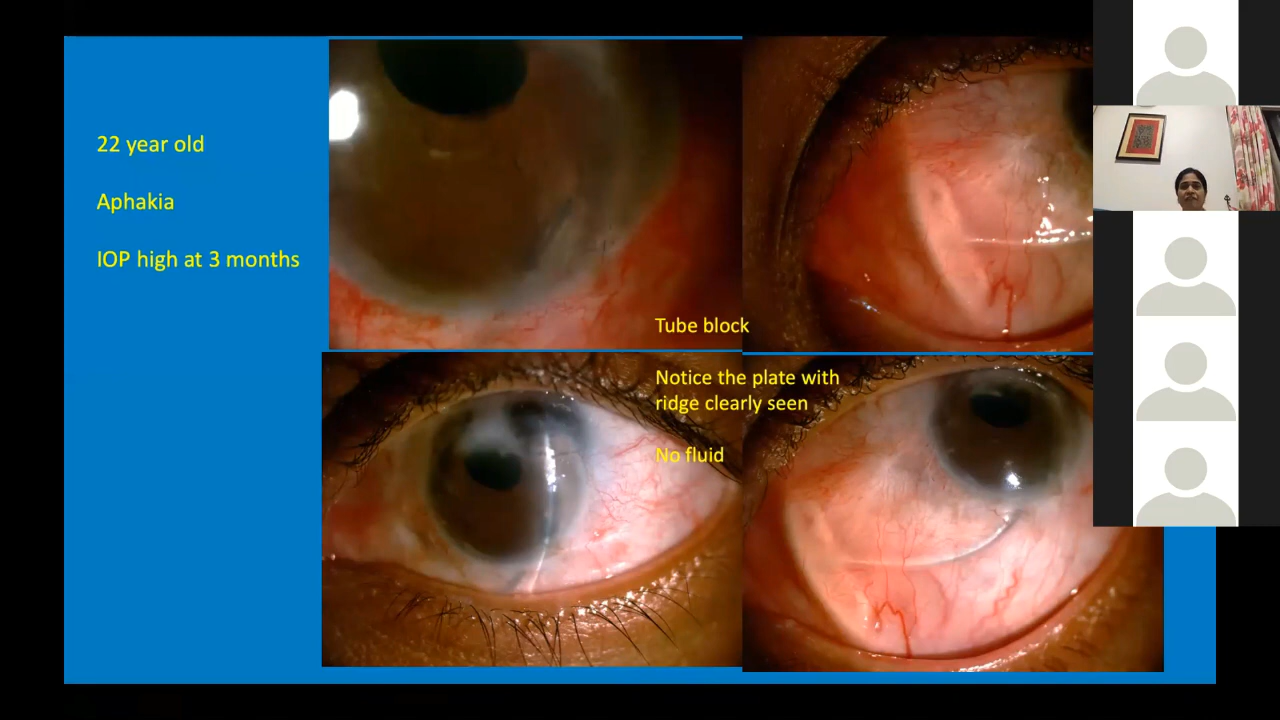 22 year old
Aphakia
IOP high at 3 months
Tube block
Notice the plate with
ridge clearly seen
No fluid